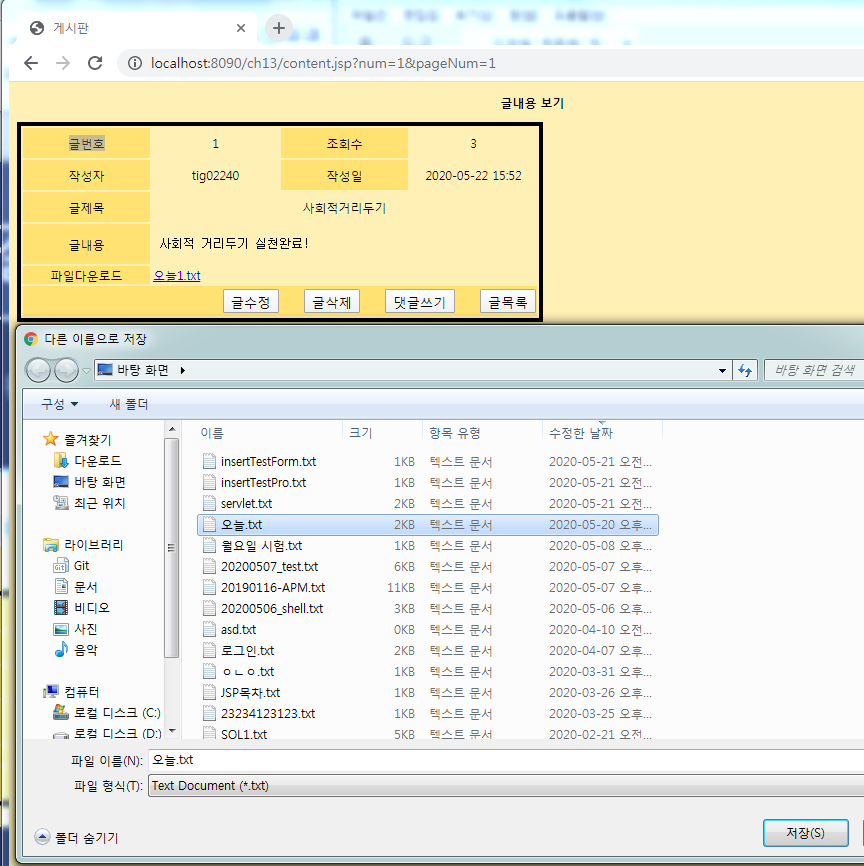 게시판
localhost:8090/ch13/content.jsp?num=1&pageNum=1
글내용 보기
글번호 1 조회수 3
작성자 tig02240 작성일 2020-05-22 15:52
글제목 사회적거리두기
글내용 사회적 거리두기 실천완료!
파일다운로드 오늘1.txt
글수정 글삭제 댓글쓰기 글목록
다른 이름으로 저장
바탕 화면 바탕 화면 검색
구성 새 폴더
즐겨찾기
다운로드
바탕 화면
최근 위치
라이브러리
Git
문서
비디오
사진
음악
컴퓨터
로컬 디스크 (C:)
로컬 디스크 (D:)
이름 크기 항목 유형 수정한 날짜
insertTestForm.txt 1KB 텍스트 문서 2020-05-21 오전...
insertTestPro.txt 1KB 텍스트 문서 2020-05-21 오전...
servlet.txt 2KB 텍스트 문서 2020-05-21 오전...
오늘.txt 2KB 텍스트 문서 2020-05-20 오후...
월요일 시험.txt 1KB 텍스트 문서 2020-05-08 오후...
20200507_test.txt 6KB 텍스트 문서 2020-05-07 오후...
20190116-APM.txt 11KB 텍스트 문서 2020-05-07 오후...
20200506_shell.txt 3KB 텍스트 문서 2020-05-06 오후...
asd.txt 0KB 텍스트 문서 2020-04-10 오전...
로그인.txt 2KB 텍스트 문서 2020-04-07 오후...
ㅇㄴㅇ.txt 1KB 텍스트 문서 2020-03-31 오후...
JSP목차.txt 1KB 텍스트 문서 2020-03-26 오후...
23234123123.txt 1KB 텍스트 문서 2020-03-25 오후...
SOL1.txt 5KB 텍스트 문서 2020-02-21 오전...
파일 이름(N): 오늘.txt
파일 형식(T): Text Document (*.txt)
폴더 숨기기 저장(S)